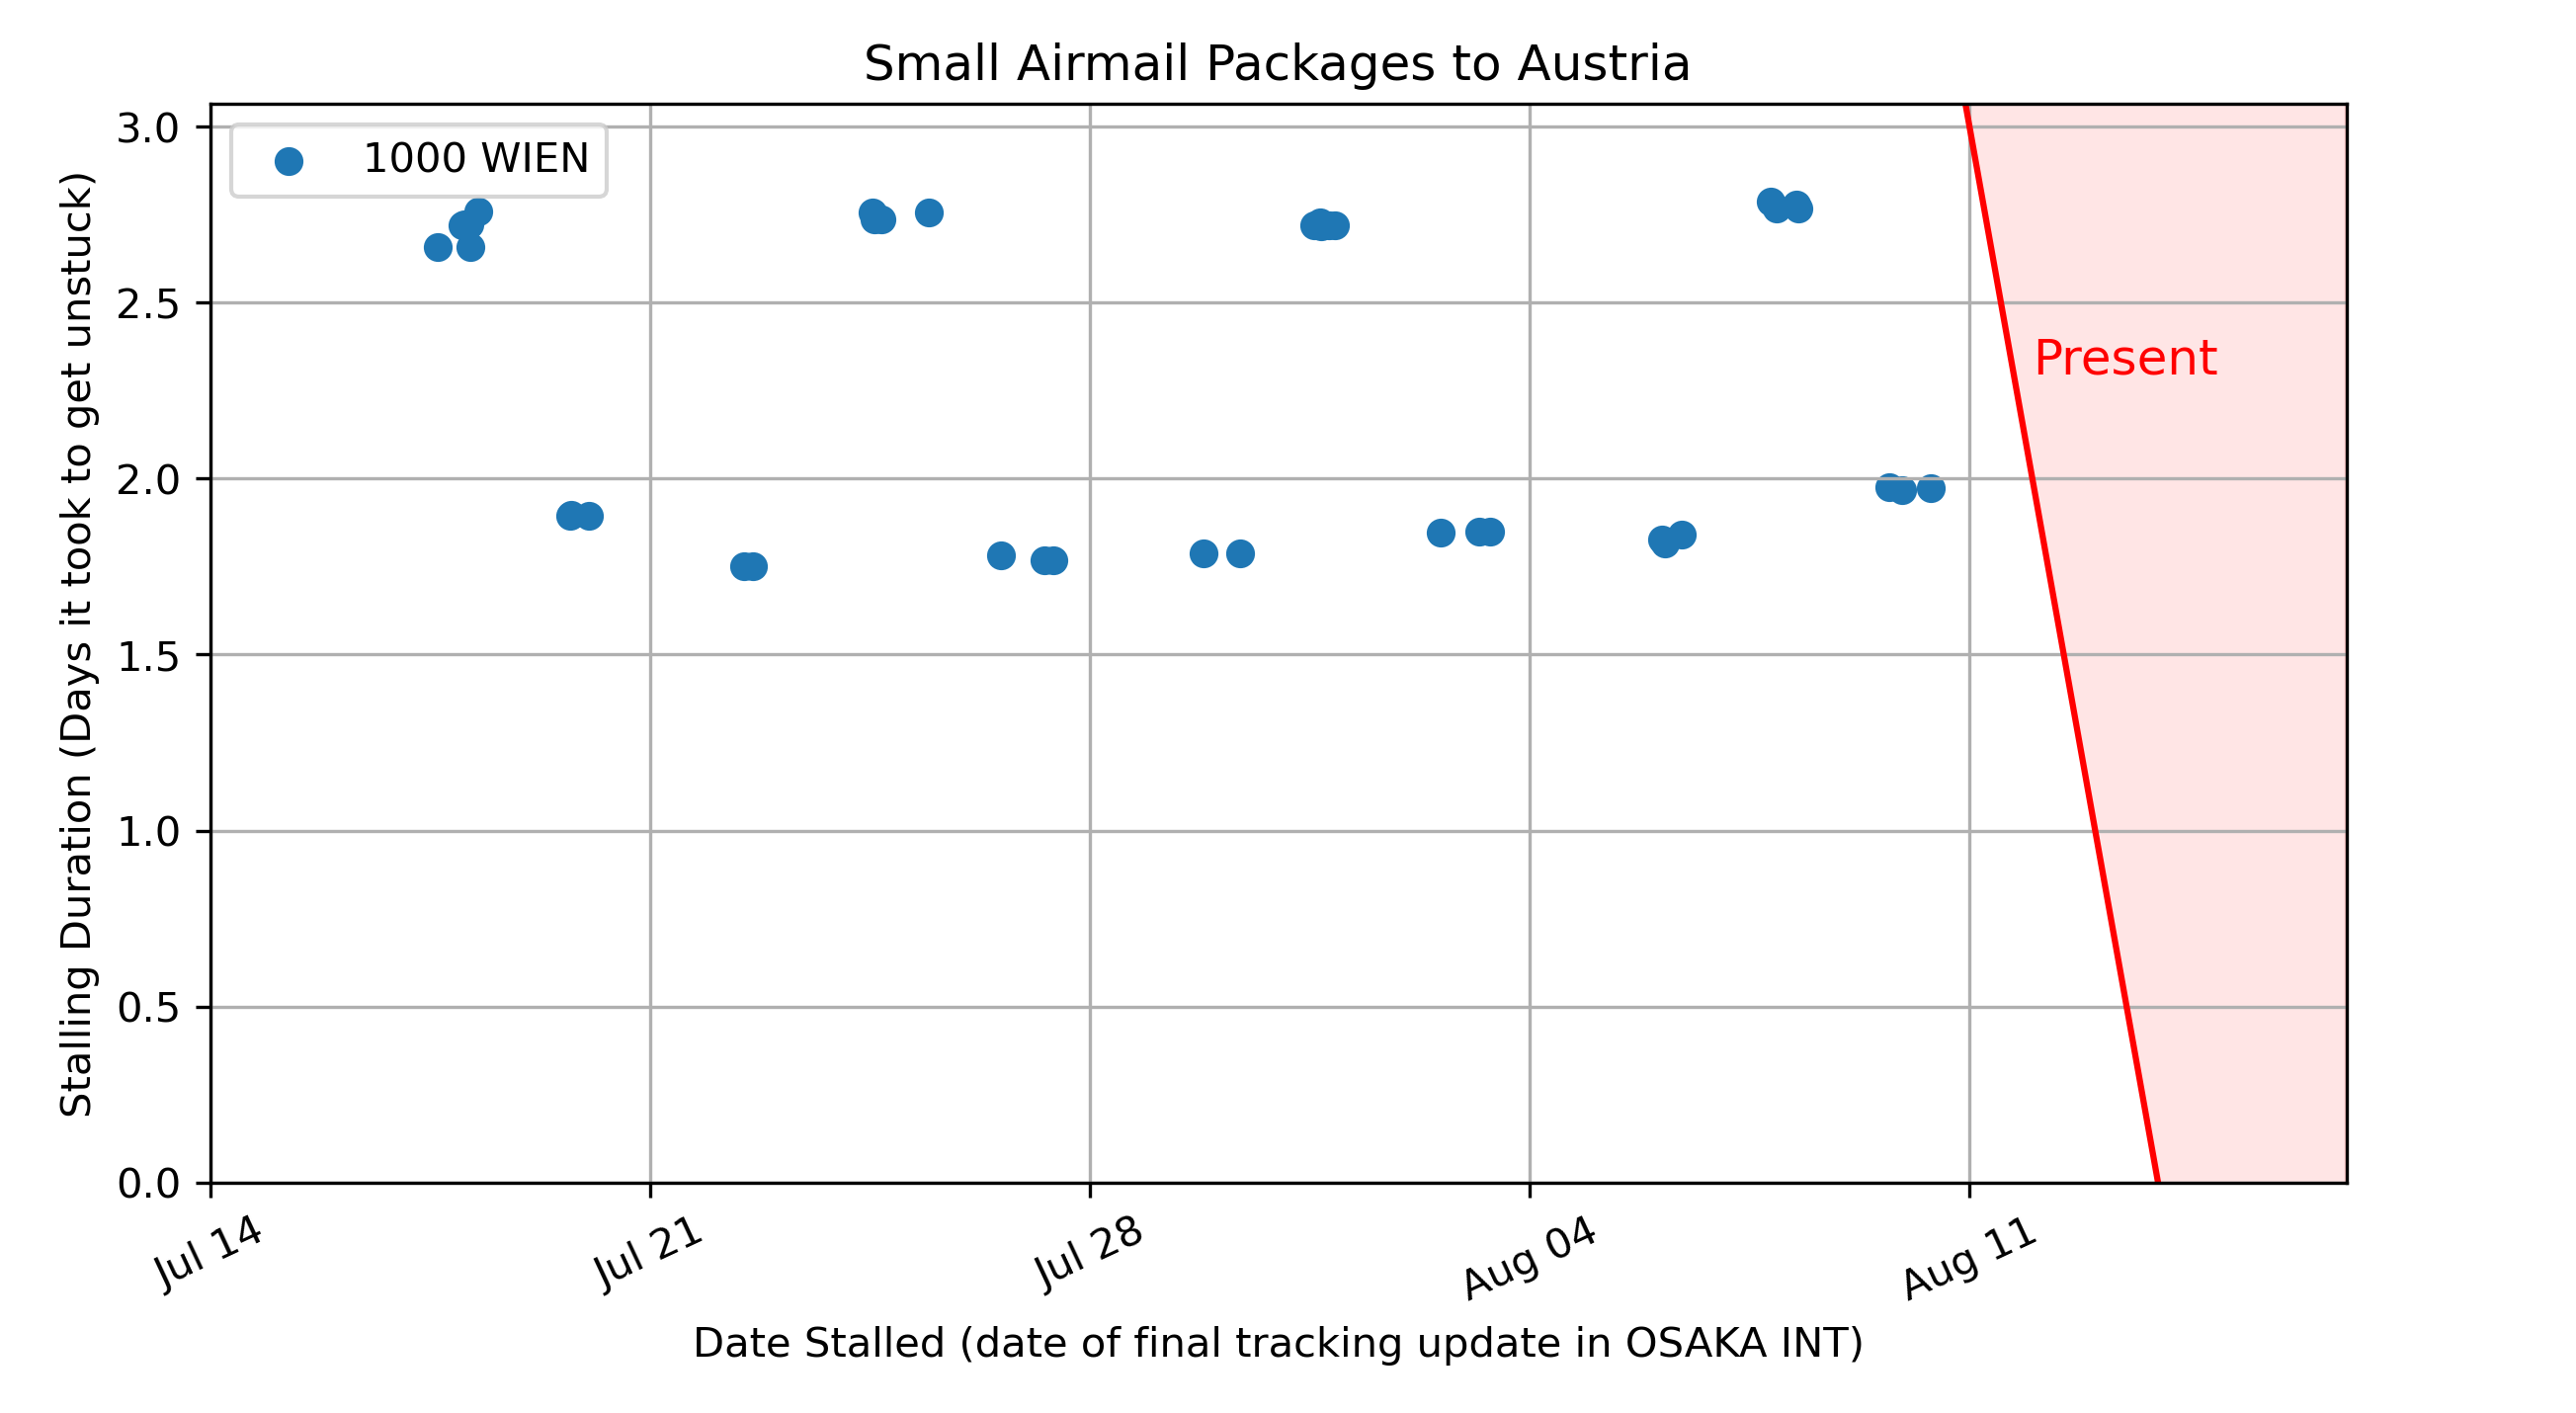 Small Airmail Packages to Austria
1000 WIEN
Stalling Duration (Days it took to get unstuck)
3.0
2.5
2.0
1.5
1.0
0.5
0.0
Present
Jul 14
Jul 21
Jul 28
Aug 04
Aug 11
Date Stalled (date of final tracking update in OSAKA INT)